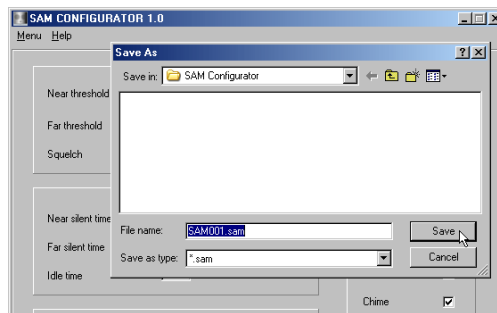 SAM CONFIGURATOR 1.0
Menu Help
Save As
Save in: SAM Configurator
Near threshold
Far threshold
Squelch
Near silent time
Far silent time
Idle time
File name: SAM001.sam Save
Save as type: *.sam Cancel
Chime